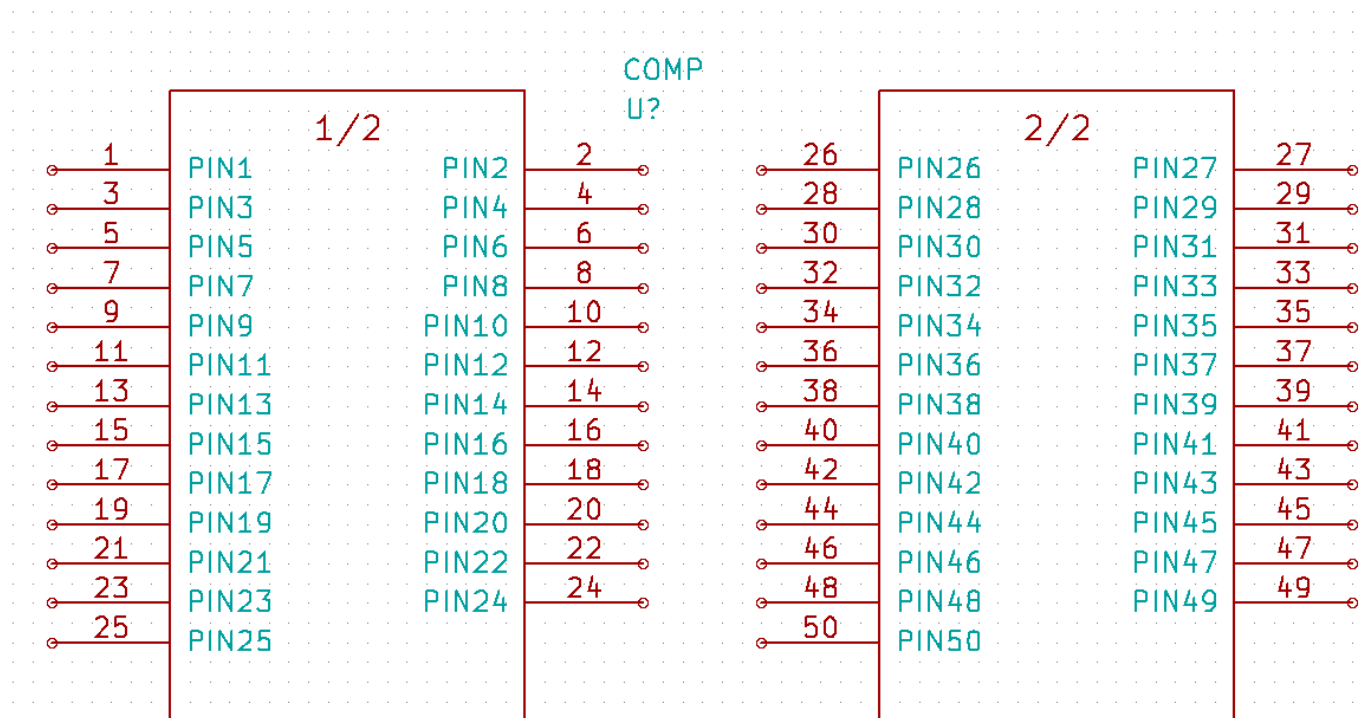 COMP
U?
1/2 2/2
1 PIN1 PIN2 2 26 PIN26 PIN27 27
3 PIN3 PIN4 4 28 PIN28 PIN29 29
5 PIN5 PIN6 6 30 PIN30 PIN31 31
7 PIN7 PIN8 8 32 PIN32 PIN33 33
9 PIN9 PIN10 10 34 PIN34 PIN35 35
11 PIN11 PIN12 12 36 PIN36 PIN37 37
13 PIN13 PIN14 14 38 PIN38 PIN39 39
15 PIN15 PIN16 16 40 PIN40 PIN41 41
17 PIN17 PIN18 18 42 PIN42 PIN43 43
19 PIN19 PIN20 20 44 PIN44 PIN45 45
21 PIN21 PIN22 22 46 PIN46 PIN47 47
23 PIN23 PIN24 24 48 PIN48 PIN49 49
25 PIN25 50 PIN50